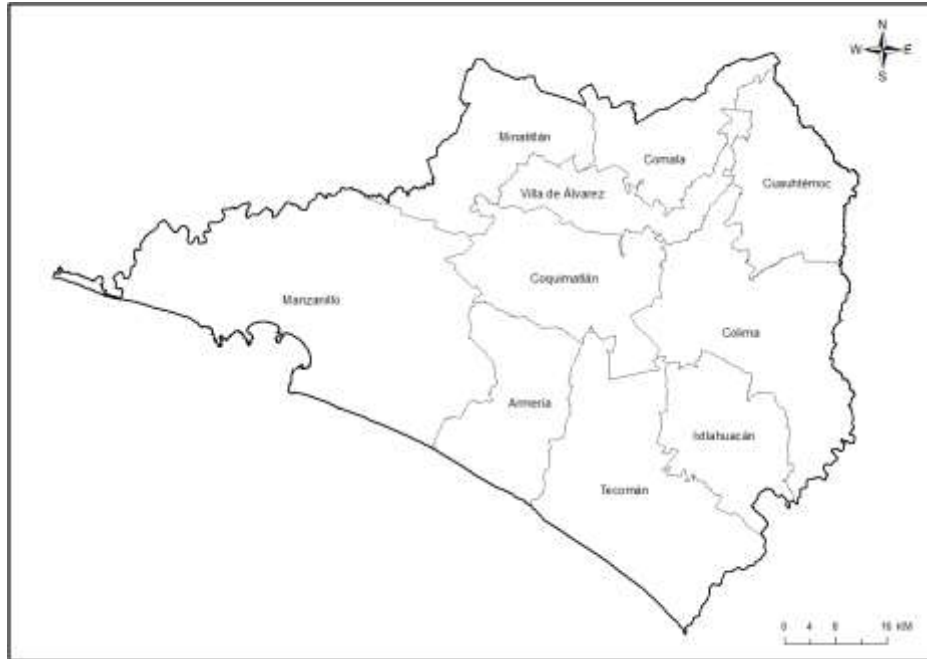 N
W E
S
Minatitlán
Comala
Cuauhtémoc
Villa de Álvarez
Coquimatlán
Manzanillo
Colima
Armería
Ixtlahuacán
Tecomán
0 4 8 16 KM